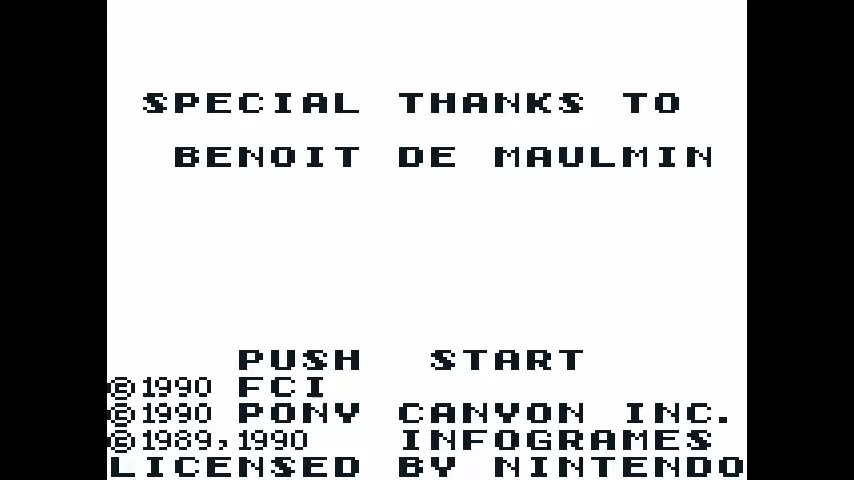 SPECIAL THANKS TO
BENOIT DE MAULMIN
PUSH START
©1990 FCI
©1990 PONY CANYON INC.
©1989,1990 INFOGRAMES
LICENSED BY NINTENDO